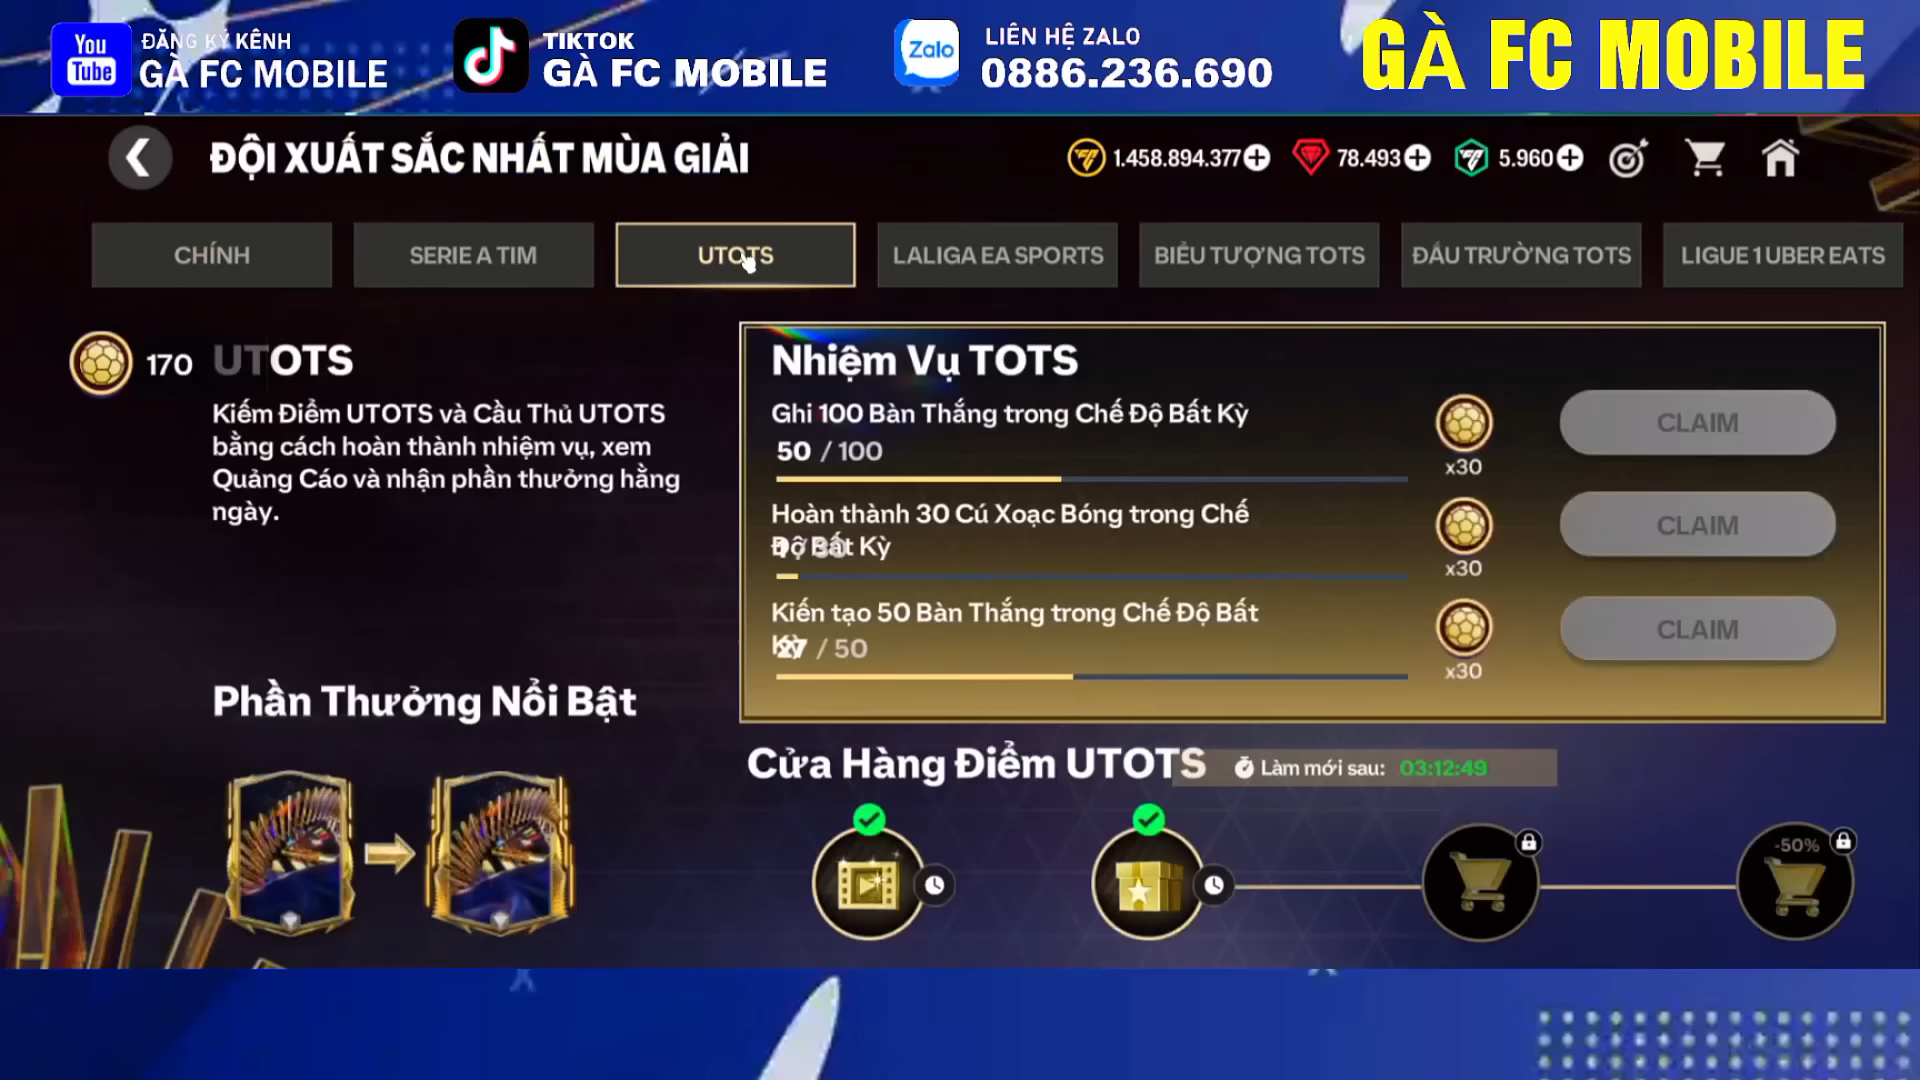 You
Tube
ĐĂNG KÝ KÊNH
GÀ FC MOBILE
TIKTOK
GÀ FC MOBILE
Zalo
LIÊN HỆ ZALO
0886.236.690
GÀ FC MOBILE
ĐỘI XUẤT SẮC NHẤT MÙA GIẢI
1.458.894.377
78.493
5.960
CHÍNH
SERIE A TIM
UTOTS
LALIGA EA SPORTS
BIỂU TƯỢNG TOTS
ĐẤU TRƯỜNG TOTS
LIGUE 1 UBER EATS
170
UTOTS
Kiếm Điểm UTOTS và Cầu Thủ UTOTS
bằng cách hoàn thành nhiệm vụ, xem
Quảng Cáo và nhận phần thưởng hằng
ngày.
Nhiệm Vụ TOTS
Ghi 100 Bàn Thắng trong Chế Độ Bất Kỳ
50 / 100
x30
CLAIM
Hoàn thành 30 Cú Xoạc Bóng trong Chế
Độ Bất Kỳ
x30
CLAIM
Kiến tạo 50 Bàn Thắng trong Chế Độ Bất
Kỳ
27 / 50
x30
CLAIM
Phần Thưởng Nổi Bật
Cửa Hàng Điểm UTOTS
Làm mới sau: 03:12:49
-50%